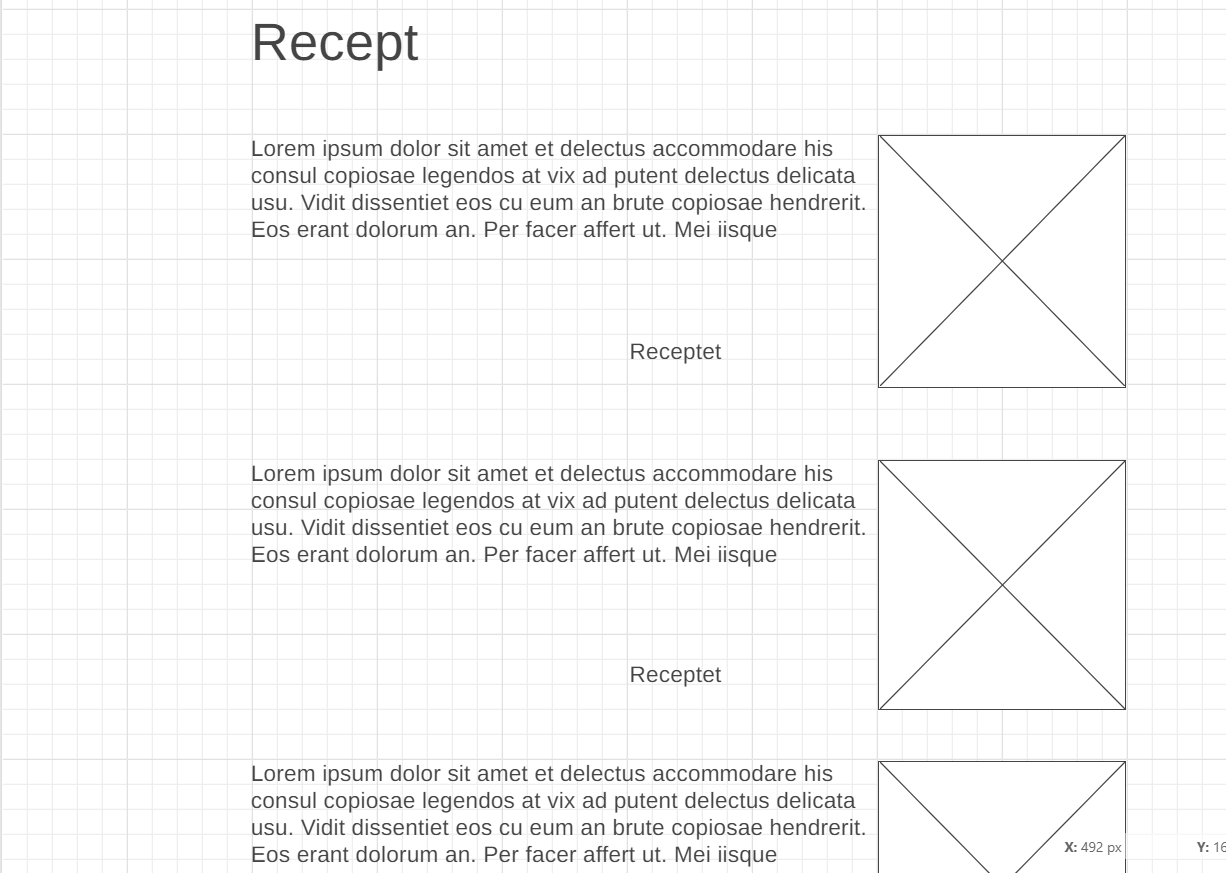 Recept
Lorem ipsum dolor sit amet et delectus accommodare his
consul copiosae legendos at vix ad putent delectus delicata
usu. Vidit dissentiet eos cu eum an brute copiosae hendrerit.
Eos erant dolorum an. Per facer affert ut. Mei iisque
Receptet
Lorem ipsum dolor sit amet et delectus accommodare his
consul copiosae legendos at vix ad putent delectus delicata
usu. Vidit dissentiet eos cu eum an brute copiosae hendrerit.
Eos erant dolorum an. Per facer affert ut. Mei iisque
Receptet
Lorem ipsum dolor sit amet et delectus accommodare his
consul copiosae legendos at vix ad putent delectus delicata
usu. Vidit dissentiet eos cu eum an brute copiosae hendrerit.
Eos erant dolorum an. Per facer affert ut. Mei iisque
X: 492 px Y: 16